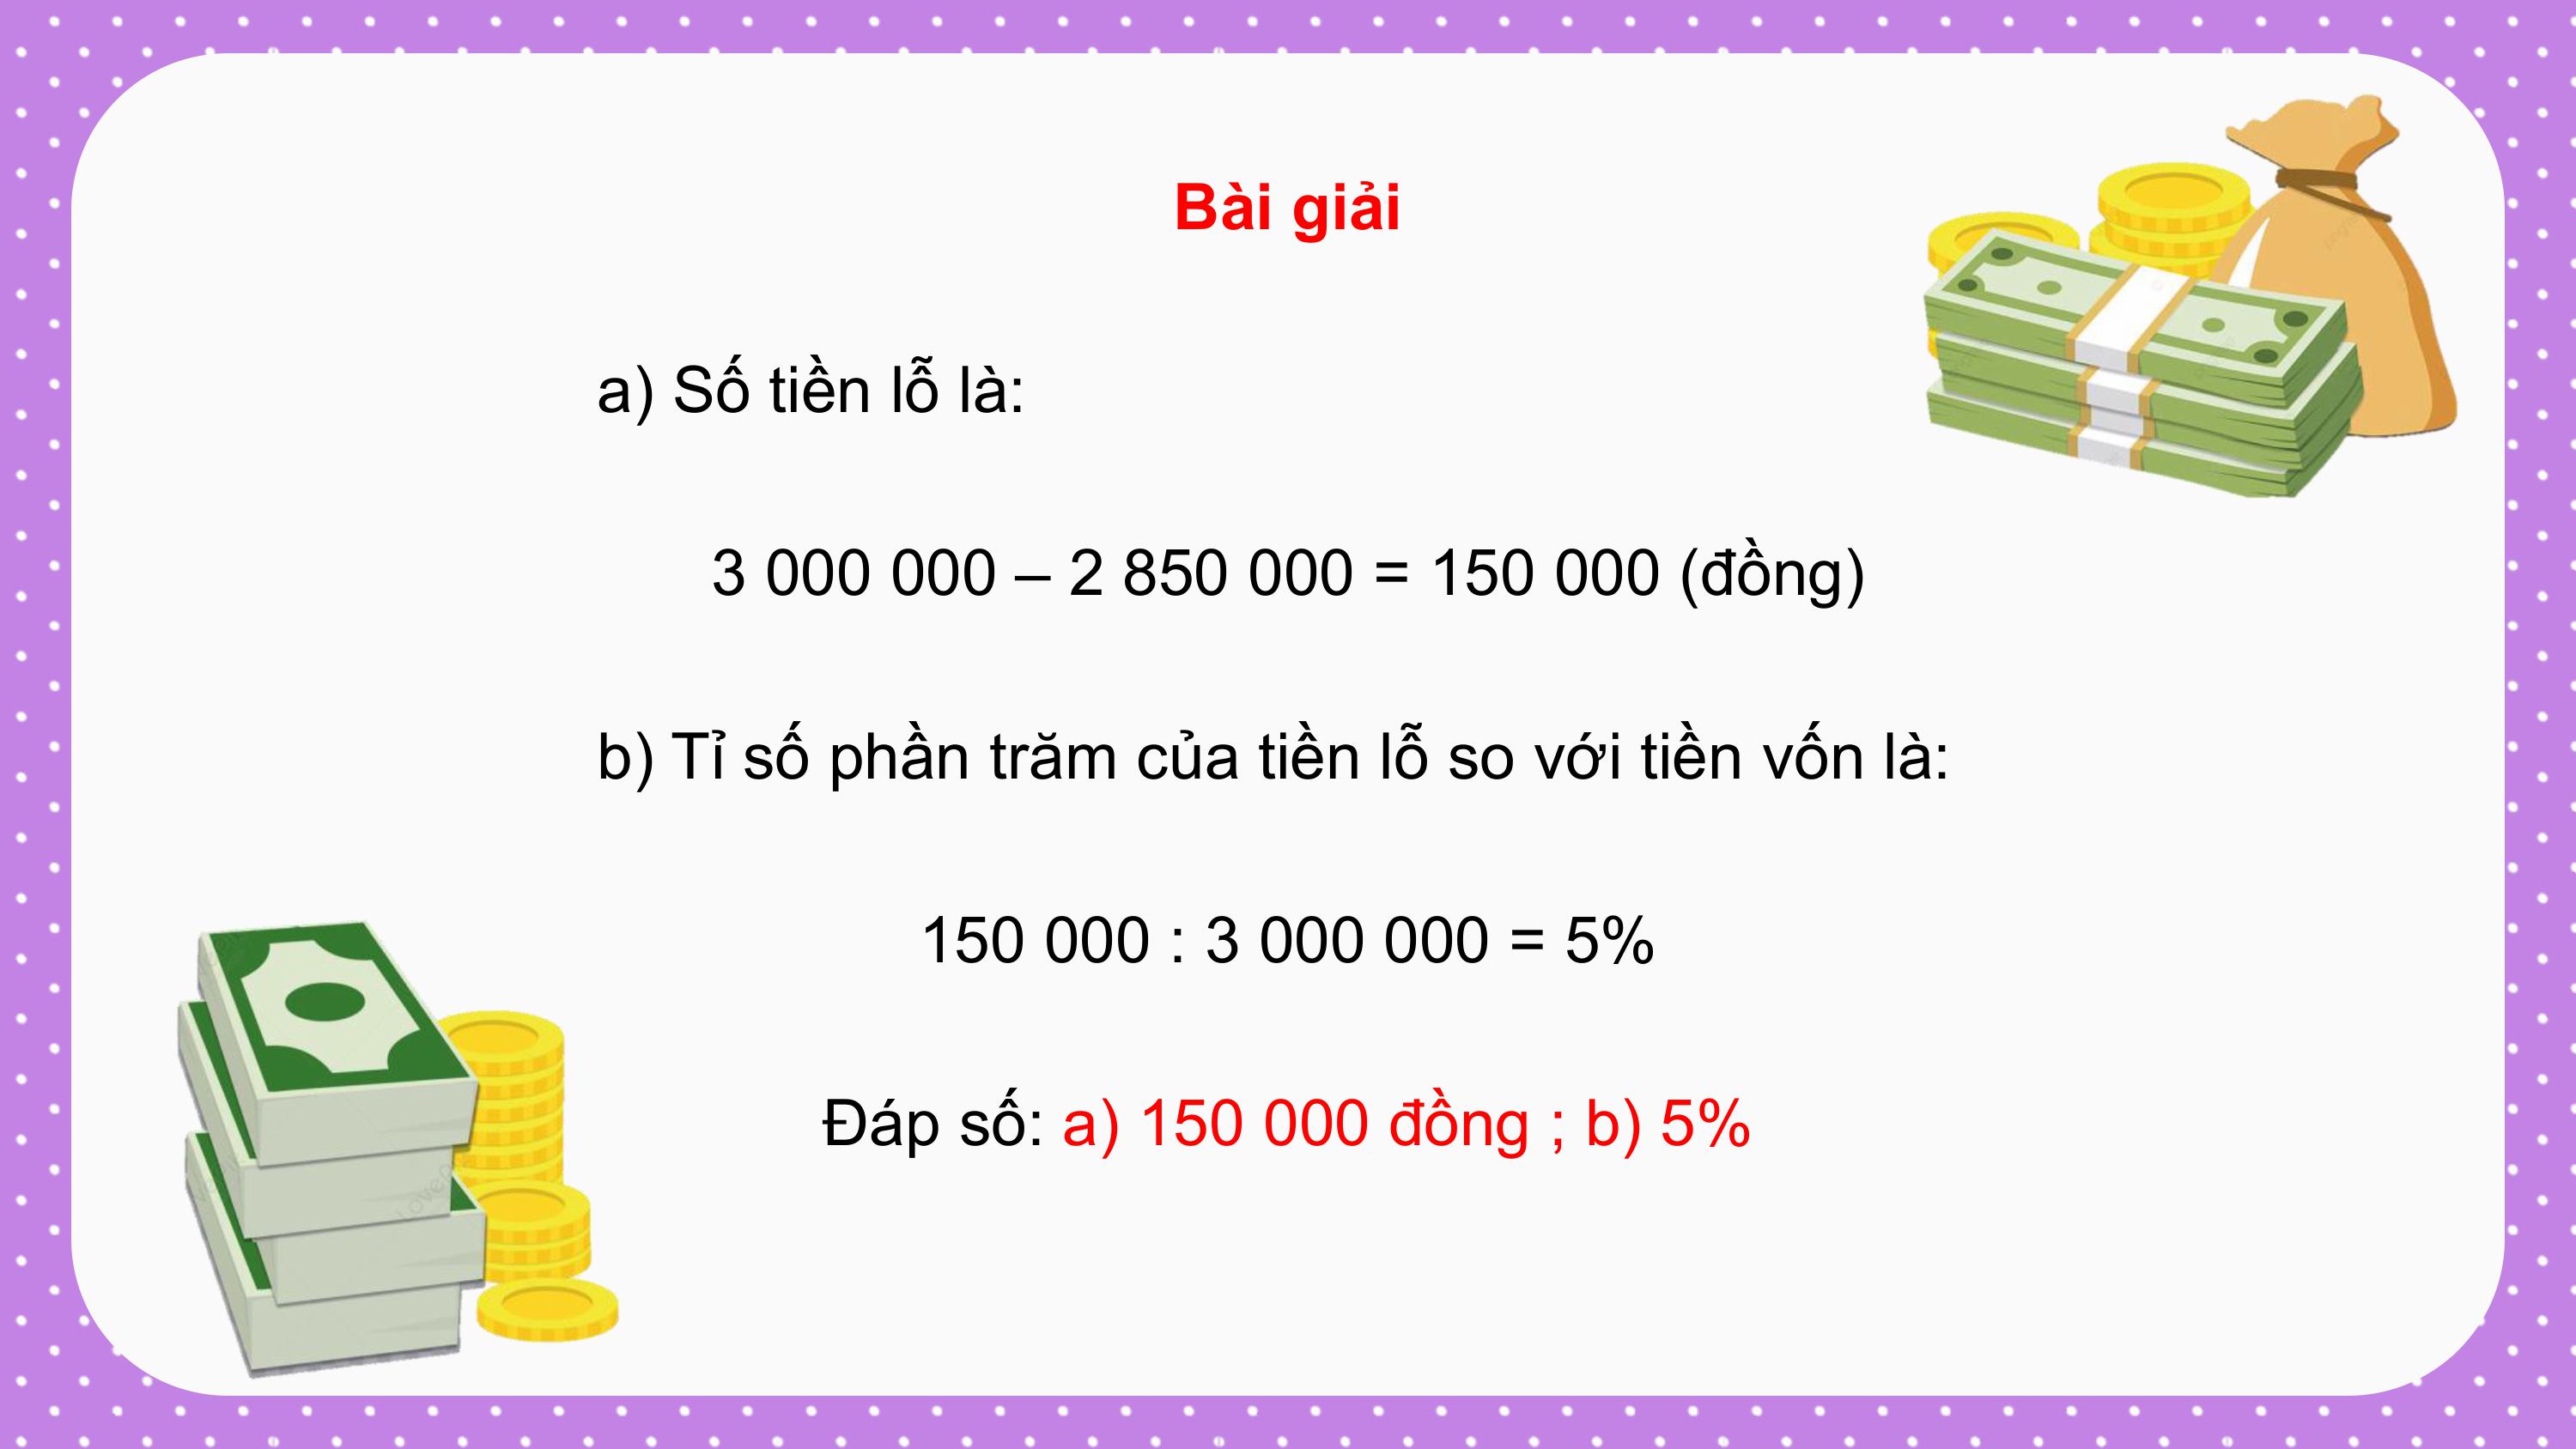 Bài giải
a) Số tiền lỗ là:
3 000 000 – 2 850 000 = 150 000 (đồng)
b) Tỉ số phần trăm của tiền lỗ so với tiền vốn là:
150 000 : 3 000 000 = 5%
Đáp số: a) 150 000 đồng ; b) 5%